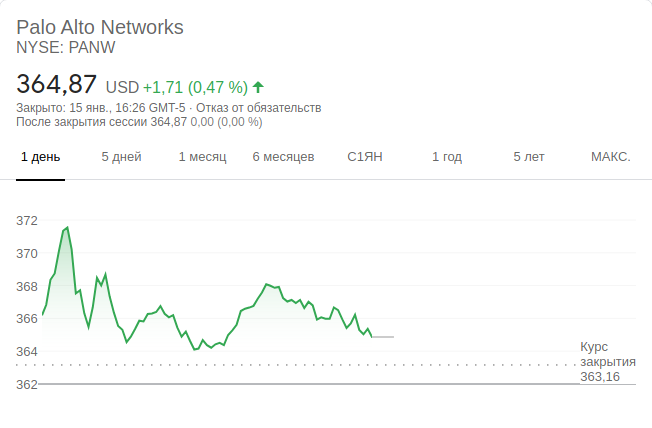 Palo Alto Networks
NYSE: PANW
364,87 USD +1,71 (0,47 %)
Закрыто: 15 янв., 16:26 GMT-5 · Отказ от обязательств
После закрытия сессии 364,87 0,00 (0,00 %)
1 день 5 дней 1 месяц 6 месяцев С1ЯН 1 год 5 лет МАКС.
372
370
368
366
364
362
Курс
закрытия
363,16